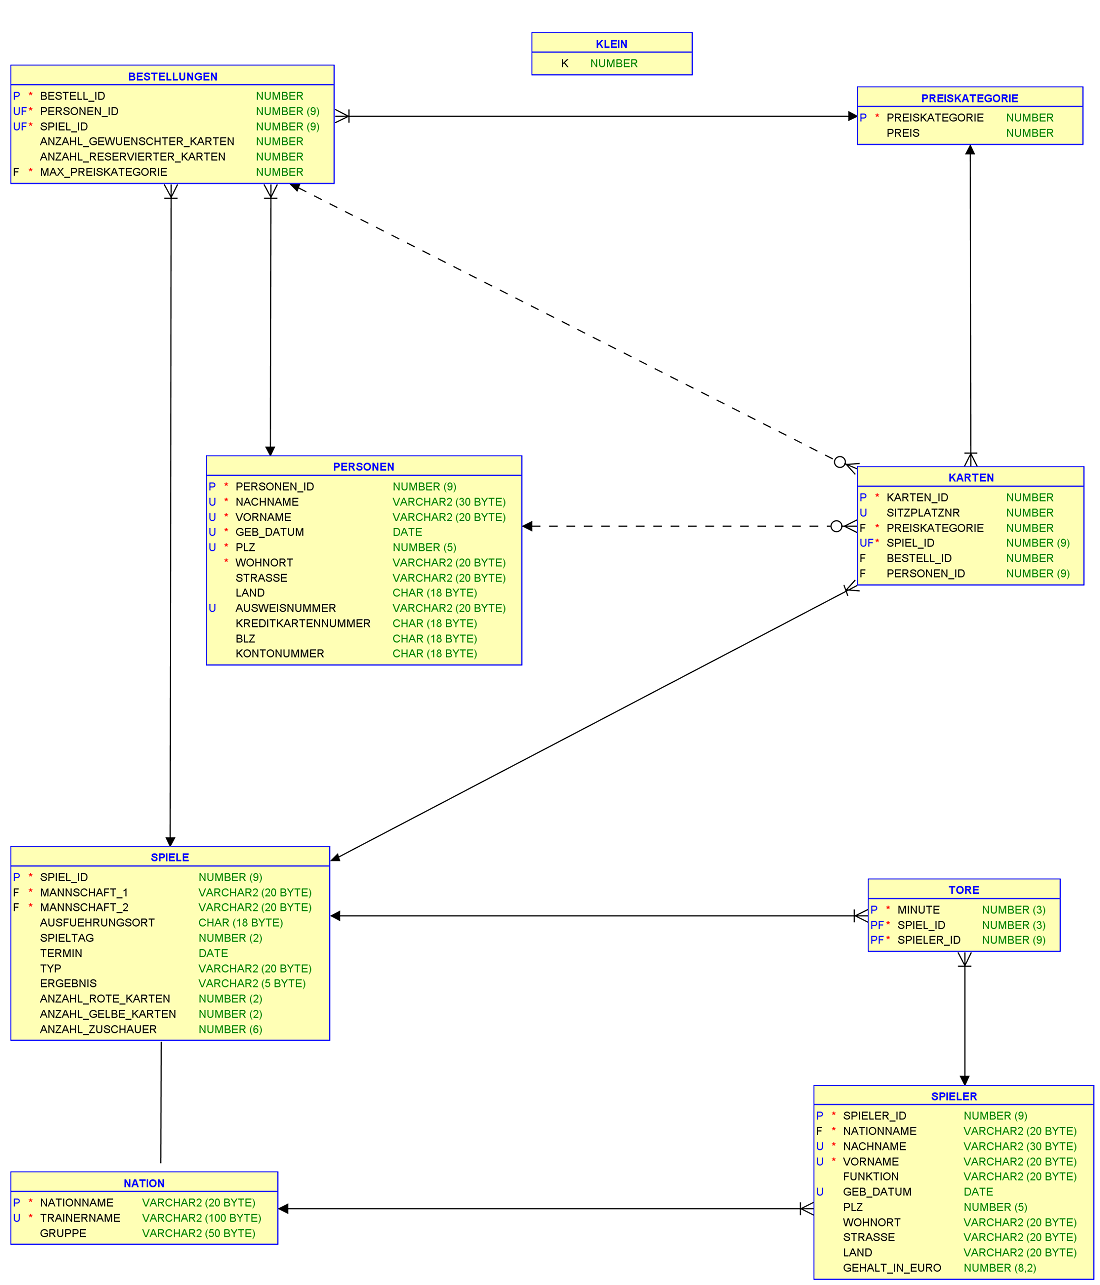 KLEIN
K NUMBER
BESTELLUNGEN
P * BESTELL_ID NUMBER
UF* PERSONEN_ID NUMBER (9)
UF* SPIEL_ID NUMBER (9)
ANZAHL_GEWUENSCHTER_KARTEN NUMBER
ANZAHL_RESERVIERTER_KARTEN NUMBER
F * MAX_PREISKATEGORIE NUMBER
PREISKATEGORIE
P * PREISKATEGORIE NUMBER
PREIS NUMBER
PERSONEN
P * PERSONEN_ID NUMBER (9)
U * NACHNAME VARCHAR2 (30 BYTE)
U * VORNAME VARCHAR2 (20 BYTE)
U * GEB_DATUM DATE
U * PLZ NUMBER (5)
* WOHNORT VARCHAR2 (20 BYTE)
STRASSE VARCHAR2 (20 BYTE)
LAND CHAR (18 BYTE)
U AUSWEISNUMMER VARCHAR2 (20 BYTE)
KREDITKARTENNUMMER CHAR (18 BYTE)
BLZ CHAR (18 BYTE)
KONTONUMMER CHAR (18 BYTE)
KARTEN
P * KARTEN_ID NUMBER
U SITZPLATZNR NUMBER
F * PREISKATEGORIE NUMBER
UF* SPIEL_ID NUMBER (9)
F BESTELL_ID NUMBER
F PERSONEN_ID NUMBER (9)
SPIELE
P * SPIEL_ID NUMBER (9)
F * MANNSCHAFT_1 VARCHAR2 (20 BYTE)
F * MANNSCHAFT_2 VARCHAR2 (20 BYTE)
AUSFUEHRUNGSORT CHAR (18 BYTE)
SPIELTAG NUMBER (2)
TERMIN DATE
TYP VARCHAR2 (20 BYTE)
ERGEBNIS VARCHAR2 (5 BYTE)
ANZAHL_ROTE_KARTEN NUMBER (2)
ANZAHL_GELBE_KARTEN NUMBER (2)
ANZAHL_ZUSCHAUER NUMBER (6)
TORE
P * MINUTE NUMBER (3)
PF* SPIEL_ID NUMBER (3)
PF* SPIELER_ID NUMBER (9)
SPIELER
P * SPIELER_ID NUMBER (9)
F * NATIONNAME VARCHAR2 (20 BYTE)
U * NACHNAME VARCHAR2 (30 BYTE)
U * VORNAME VARCHAR2 (20 BYTE)
FUNKTION VARCHAR2 (20 BYTE)
U GEB_DATUM DATE
PLZ NUMBER (5)
WOHNORT VARCHAR2 (20 BYTE)
STRASSE VARCHAR2 (20 BYTE)
LAND VARCHAR2 (20 BYTE)
GEHALT_IN_EURO NUMBER (8,2)
NATION
P * NATIONNAME VARCHAR2 (20 BYTE)
U * TRAINERNAME VARCHAR2 (100 BYTE)
GRUPPE VARCHAR2 (50 BYTE)